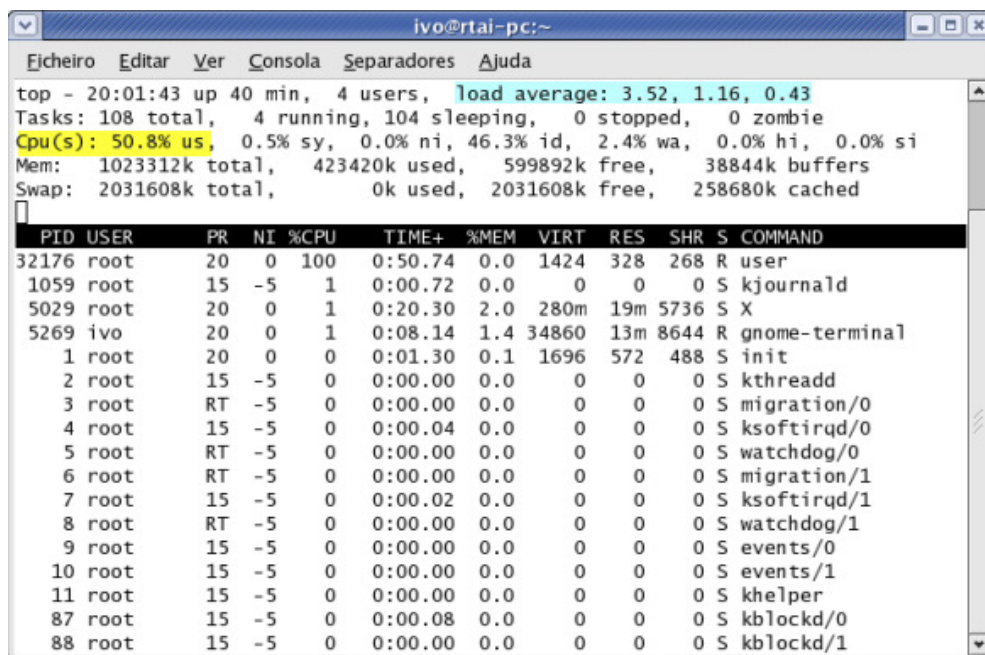 ivo@rtai-pc:~
Ficheiro Editar Ver Consola Separadores Ajuda
top - 20:01:43 up 40 min, 4 users, load average: 3.52, 1.16, 0.43
Tasks: 108 total, 4 running, 104 sleeping, 0 stopped, 0 zombie
Cpu(s): 50.8% us, 0.5% sy, 0.0% ni, 46.3% id, 2.4% wa, 0.0% hi, 0.0% si
Mem: 1023312k total, 423420k used, 599892k free, 38844k buffers
Swap: 2031608k total, 0k used, 2031608k free, 258680k cached
PID USER PR NI %CPU TIME+ %MEM VIRT RES SHR S COMMAND
32176 root 20 0 100 0:50.74 0.0 1424 328 268 R user
1059 root 15 -5 1 0:00.72 0.0 0 0 0 S kjournald
5029 root 20 0 1 0:20.30 2.0 280m 19m 5736 S X
5269 ivo 20 0 1 0:08.14 1.4 34860 13m 8644 R gnome-terminal
1 root 20 0 0 0:01.30 0.1 1696 572 488 S init
2 root 15 -5 0 0:00.00 0.0 0 0 0 S kthreadd
3 root RT -5 0 0:00.00 0.0 0 0 0 S migration/0
4 root 15 -5 0 0:00.04 0.0 0 0 0 S ksoftirqd/0
5 root RT -5 0 0:00.00 0.0 0 0 0 S watchdog/0
6 root RT -5 0 0:00.00 0.0 0 0 0 S migration/1
7 root 15 -5 0 0:00.02 0.0 0 0 0 S ksoftirqd/1
8 root RT -5 0 0:00.00 0.0 0 0 0 S watchdog/1
9 root 15 -5 0 0:00.00 0.0 0 0 0 S events/0
10 root 15 -5 0 0:00.00 0.0 0 0 0 S events/1
11 root 15 -5 0 0:00.00 0.0 0 0 0 S khelper
87 root 15 -5 0 0:00.08 0.0 0 0 0 S kblockd/0
88 root 15 -5 0 0:00.00 0.0 0 0 0 S kblockd/1